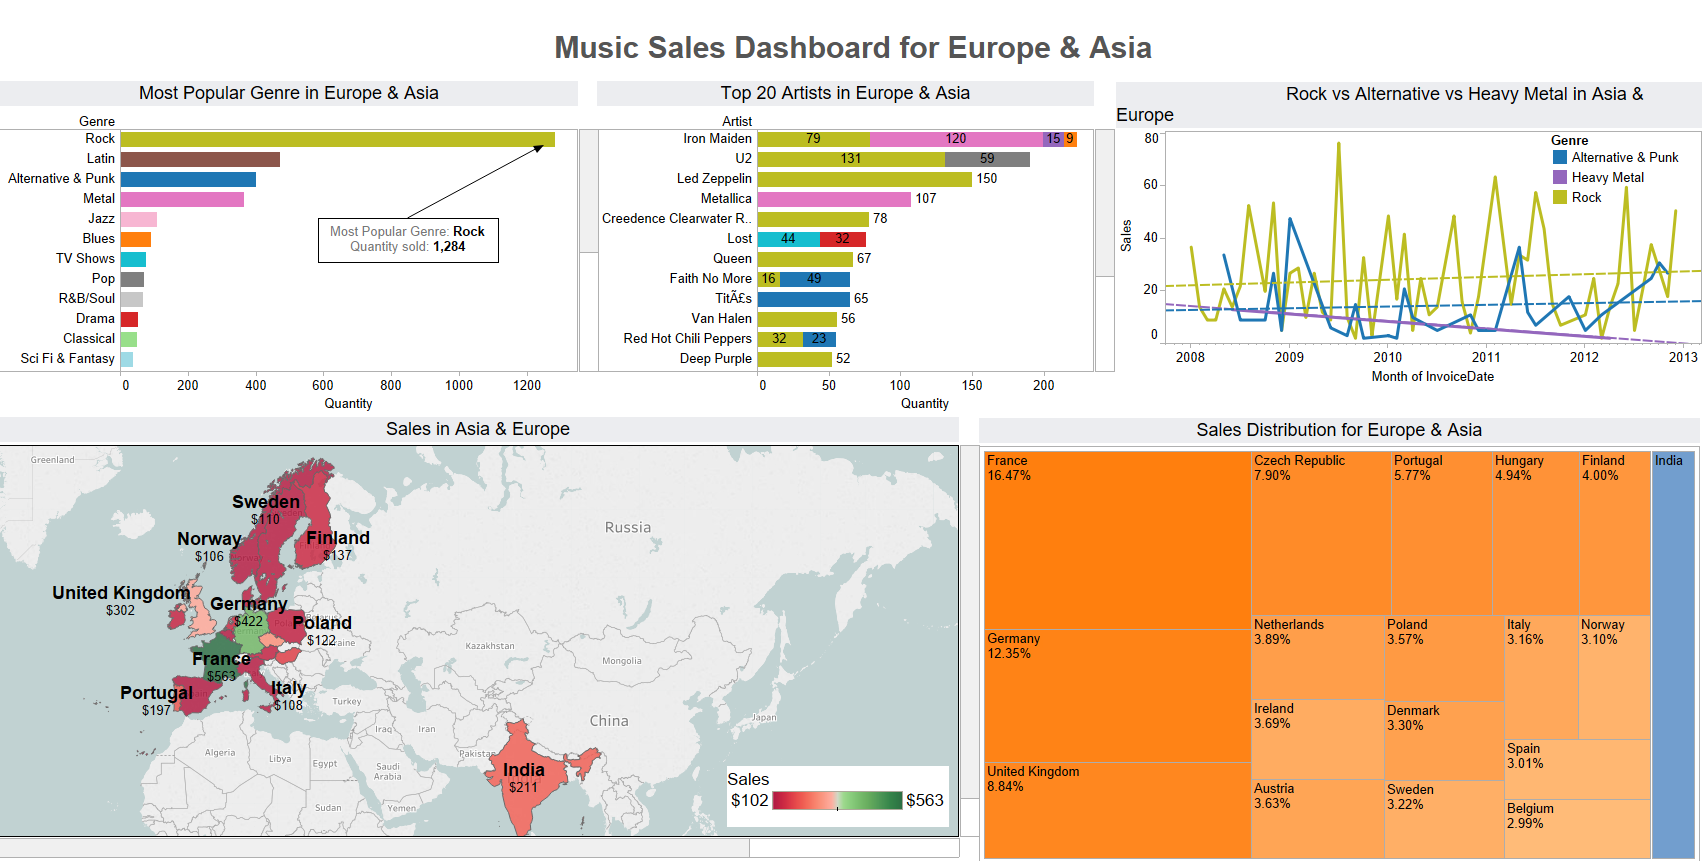 Music Sales Dashboard for Europe & Asia
Most Popular Genre in Europe & Asia
Genre
Rock
Latin
Alternative & Punk
Metal
Jazz
Blues
TV Shows
Pop
R&B/Soul
Drama
Classical
Sci Fi & Fantasy
Most Popular Genre: Rock
Quantity sold: 1,284
0 200 400 600 800 1000 1200
Quantity
Top 20 Artists in Europe & Asia
Artist
Iron Maiden 79 120 15 9
U2 131 59
Led Zeppelin 150
Metallica 107
Creedence Clearwater R.. 78
Lost 44 32
Queen 67
Faith No More 16 49
TitÃ£s 65
Van Halen 56
Red Hot Chili Peppers 32 23
Deep Purple 52
0 50 100 150 200
Quantity
Rock vs Alternative vs Heavy Metal in Asia &
Europe
Genre
Alternative & Punk
Heavy Metal
Rock
Sales
80
60
40
20
0
2008 2009 2010 2011 2012 2013
Month of InvoiceDate
Sales in Asia & Europe
Greenland
Sweden
$110
Norway
$106
Finland
$137
Russia
United Kingdom
$302
Germany
$422
Poland
$122
raine
France
$563
Portugal
$197
Italy
$108
Kazakhstan
Mongolia
Turkey
China
Japan
Iraq
Iran
Algeria
Libya
Egypt
Saudi
Arabia
Pakistan
India
$211
Sudan
Yemen
Sales
$102 $563
Sales Distribution for Europe & Asia
France
16.47%
Germany
12.35%
United Kingdom
8.84%
Czech Republic
7.90%
Portugal
5.77%
Hungary
4.94%
Finland
4.00%
Netherlands
3.89%
Poland
3.57%
Italy
3.16%
Norway
3.10%
Ireland
3.69%
Denmark
3.30%
Spain
3.01%
Austria
3.63%
Sweden
3.22%
Belgium
2.99%
India